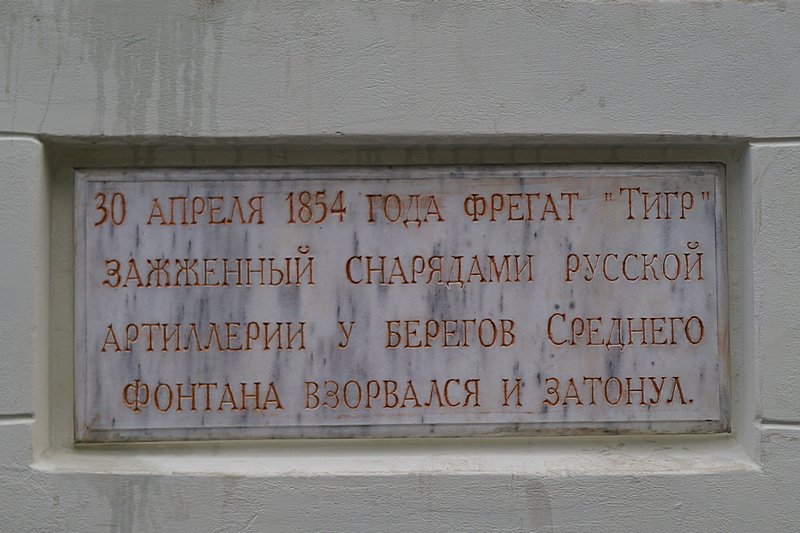 30 АПРЕЛЯ 1854 ГОДА ФРЕГАТ "ТИГР"
ЗАЖЖЕННЫЙ СНАРЯДАМИ РУССКОЙ
АРТИЛЛЕРИИ У БЕРЕГОВ СРЕДНЕГО
ФОНТАНА ВЗОРВАЛСЯ И ЗАТОНУЛ.